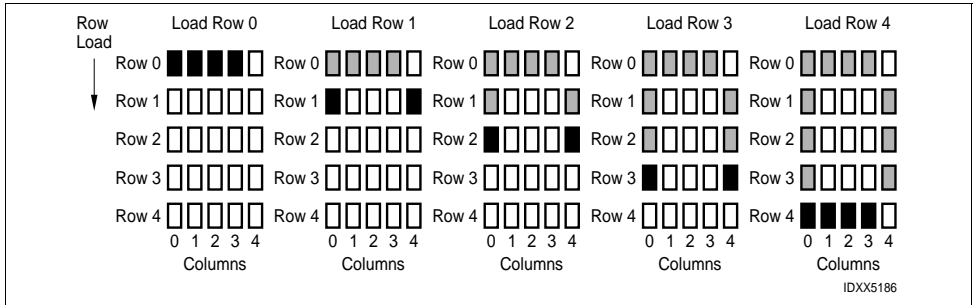 Row Load
Load Row 0
Row 0
Row 1
Row 2
Row 3
Row 4
0 1 2 3 4
Columns
Load Row 1
Row 0
Row 1
Row 2
Row 3
Row 4
0 1 2 3 4
Columns
Load Row 2
Row 0
Row 1
Row 2
Row 3
Row 4
0 1 2 3 4
Columns
Load Row 3
Row 0
Row 1
Row 2
Row 3
Row 4
0 1 2 3 4
Columns
Load Row 4
Row 0
Row 1
Row 2
Row 3
Row 4
0 1 2 3 4
Columns
IDXX5186